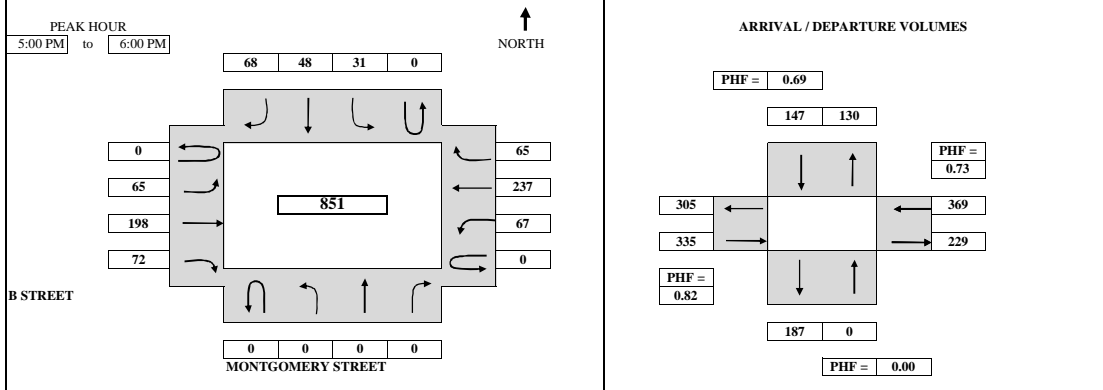 PEAK HOUR
5:00 PM to 6:00 PM
NORTH
68 48 31 0
0
65
198
72
851
65
237
67
0
B STREET
0 0 0 0
MONTGOMERY STREET
ARRIVAL / DEPARTURE VOLUMES
PHF = 0.69
147 130
PHF =
0.73
305
335
369
229
PHF =
0.82
187 0
PHF = 0.00